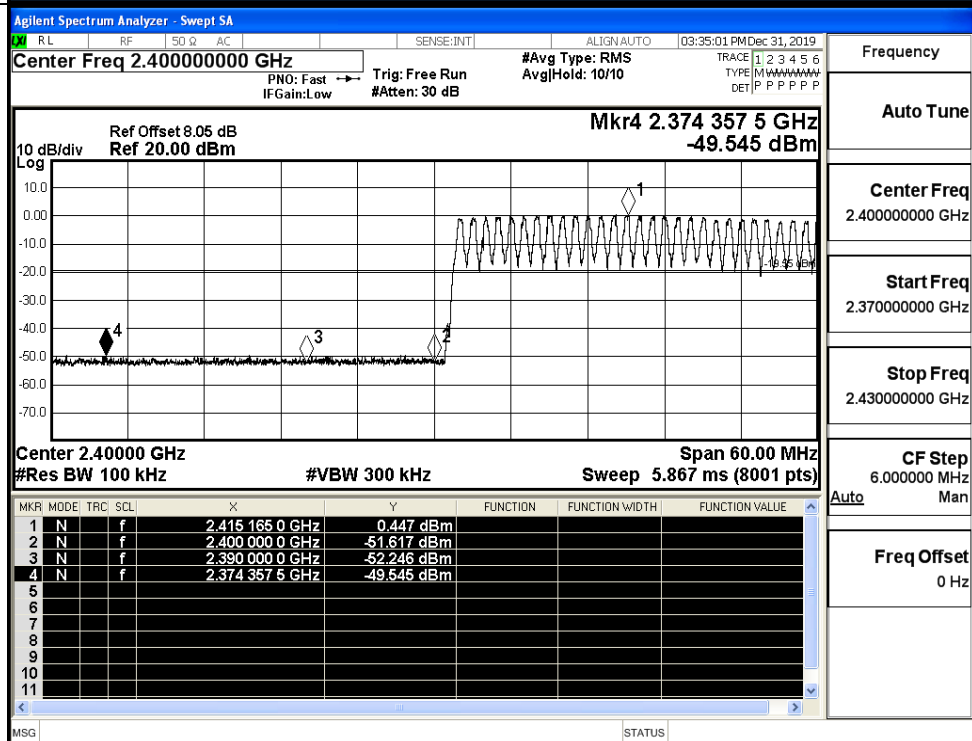 Agilent Spectrum Analyzer - Swept SA
LXI RL RF 50 Ω AC SENSE:INT ALIGNAUTO 03:35:01 PM Dec 31, 2019
Center Freq 2.400000000 GHz
PNO: Fast
IFGain:Low
Trig: Free Run
#Atten: 30 dB
#Avg Type: RMS
Avg|Hold: 10/10
TRACE 1 2 3 4 5 6
TYPE M WWWWW
DET P P P P P P
Mkr4 2.374 357 5 GHz
-49.545 dBm
Ref Offset 8.05 dB
10 dB/div Ref 20.00 dBm
Log
10.0
0.00
-10.0
-20.0
-30.0
-40.0
-50.0
-60.0
-70.0
1
-19.55 dBm
4
3
2
Center 2.40000 GHz Span 60.00 MHz
#Res BW 100 kHz #VBW 300 kHz Sweep 5.867 ms (8001 pts)
MKR MODE TRC SCL X Y FUNCTION FUNCTION WIDTH FUNCTION VALUE
1 N f 2.415 165 0 GHz 0.447 dBm
2 N f 2.400 000 0 GHz -51.617 dBm
3 N f 2.390 000 0 GHz -52.246 dBm
4 N f 2.374 357 5 GHz -49.545 dBm
5
6
7
8
9
10
11
MSG STATUS
Frequency
Auto Tune
Center Freq
2.400000000 GHz
Start Freq
2.370000000 GHz
Stop Freq
2.430000000 GHz
CF Step
6.000000 MHz
Auto Man
Freq Offset
0 Hz